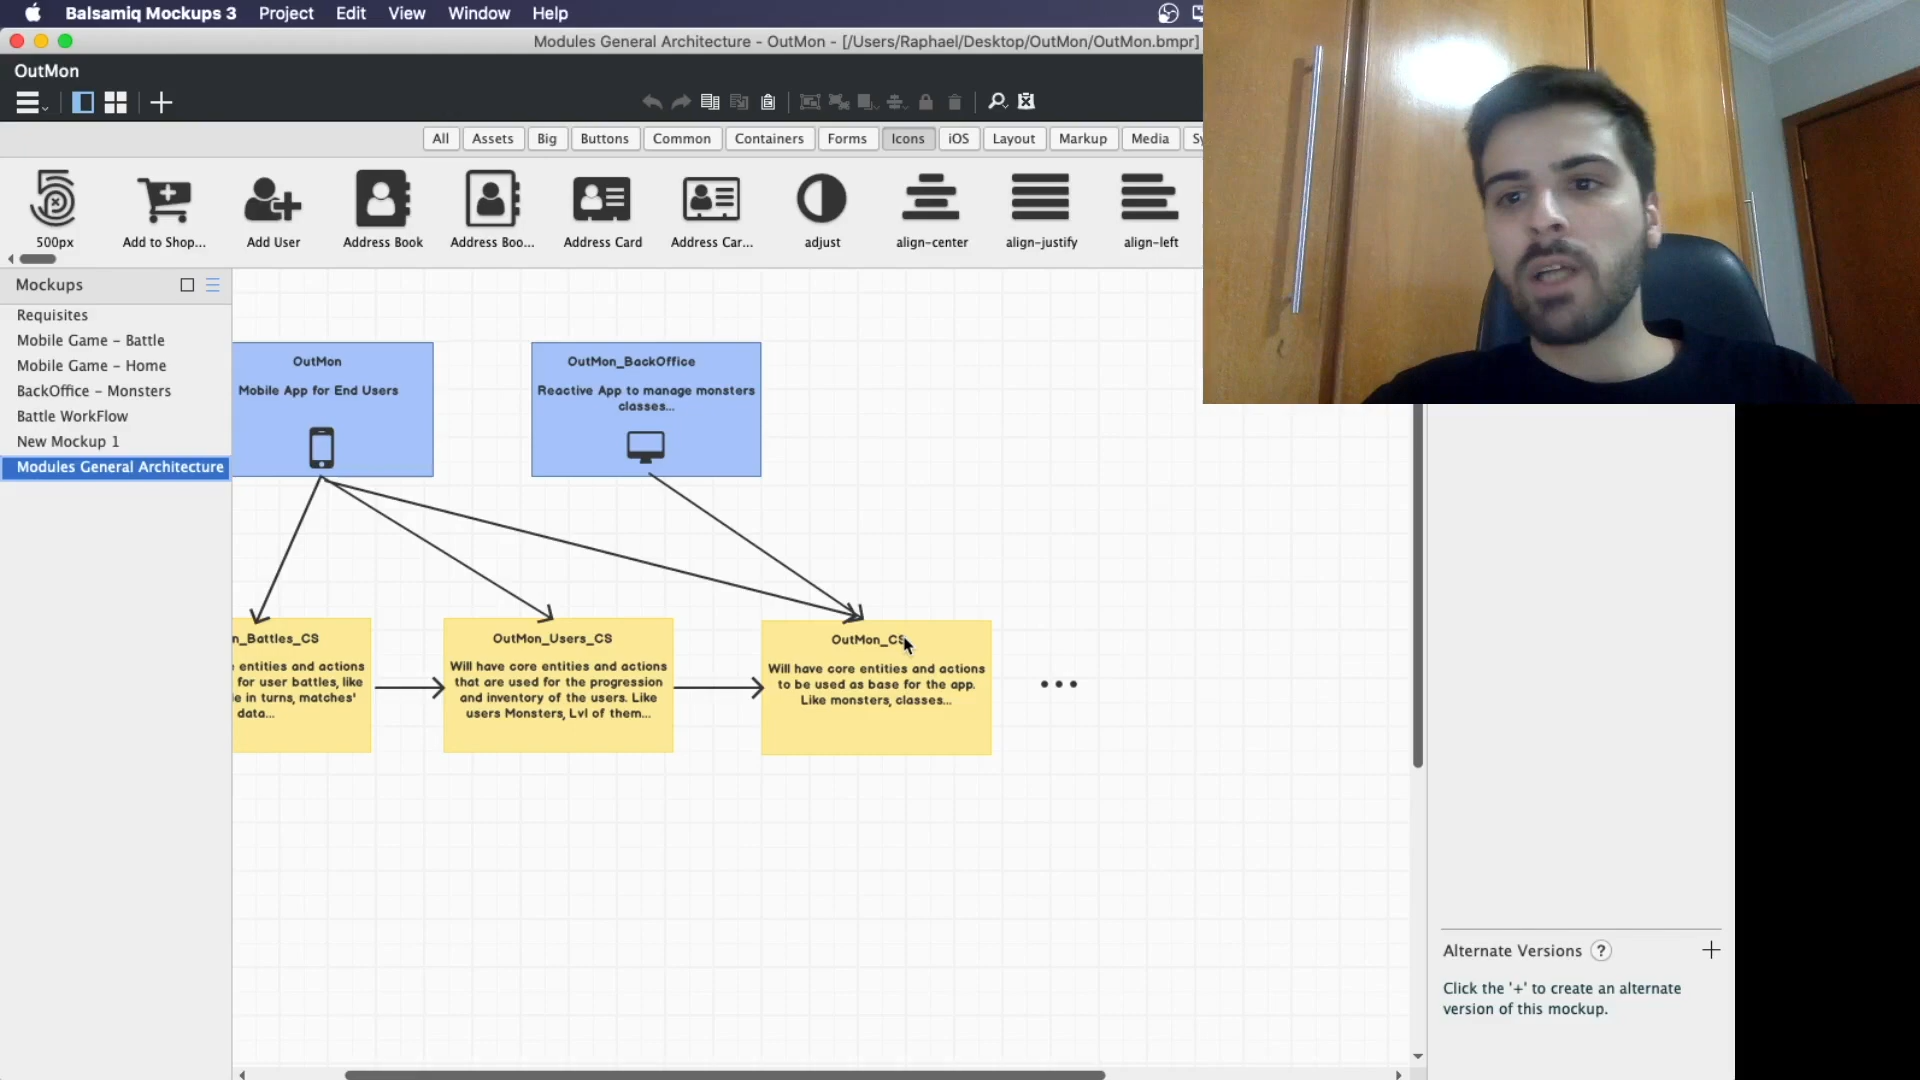 Balsamiq Mockups 3 Project Edit View Window Help
Modules General Architecture - OutMon - [/Users/Raphael/Desktop/OutMon/OutMon.bmpr]
OutMon
All Assets Big Buttons Common Containers Forms Icons iOS Layout Markup Media
500px Add to Shop... Add User Address Book Address Boo... Address Card Address Car... adjust align-center align-justify align-left
Mockups
Requisites
Mobile Game - Battle
Mobile Game - Home
BackOffice - Monsters
Battle WorkFlow
New Mockup 1
Modules General Architecture
OutMon
Mobile App for End Users
OutMon_BackOffice
Reactive App to manage monsters
classes...
n_Battles_CS
entities and actions
for user battles, like
e in turns, matches'
data...
OutMon_Users_CS
Will have core entities and actions
that are used for the progression
and inventory of the users. Like
users Monsters, Lvl of them...
OutMon_CS
Will have core entities and actions
to be used as base for the app.
Like monsters, classes...
...
Alternate Versions ?
Click the '+' to create an alternate
version of this mockup.